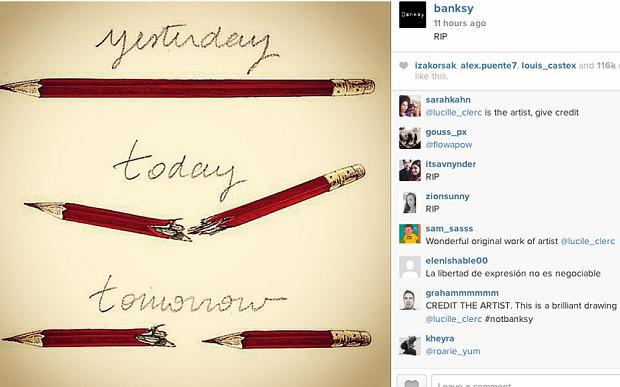 yesterday
today
tomorrow
Banksy
banksy
11 hours ago
RIP
izakorsak, alex.puente7, louis_castex and 116k
like this.
sarahkahn
@lucille_clerc is the artist, give credit
gouss_px
@flowapow
itsavnynder
RIP
zionsunny
RIP
sam_sasss
Wonderful original work of artist @lucile_clerc
elenishable00
La libertad de expresión no es negociable
grahammmmmm
CREDIT THE ARTIST. This is a brilliant drawing
@lucille_clerc #notbanksy
kheyra
@roarie_yum
Leave a comment